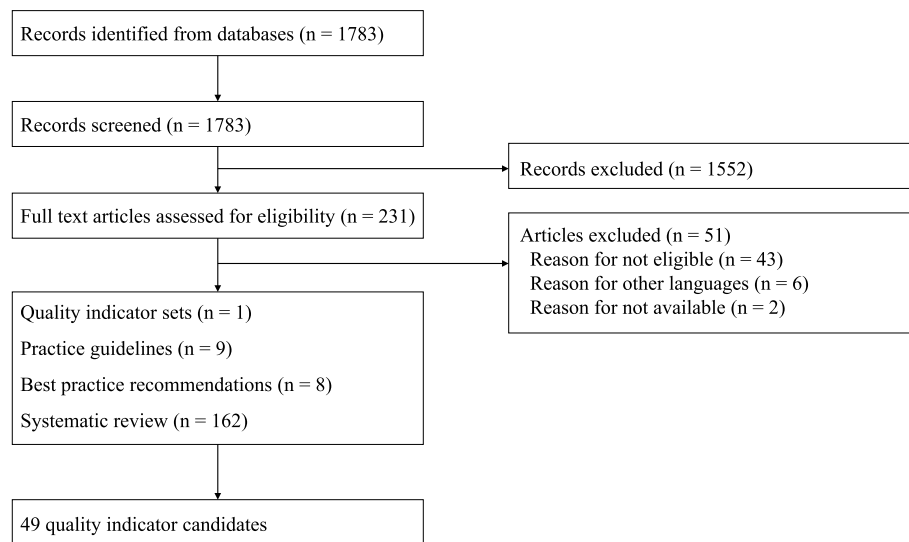 Records identified from databases (n = 1783)
Records screened (n = 1783)
Records excluded (n = 1552)
Full text articles assessed for eligibility (n = 231)
Articles excluded (n = 51)
Reason for not eligible (n = 43)
Reason for other languages (n = 6)
Reason for not available (n = 2)
Quality indicator sets (n = 1)
Practice guidelines (n = 9)
Best practice recommendations (n = 8)
Systematic review (n = 162)
49 quality indicator candidates